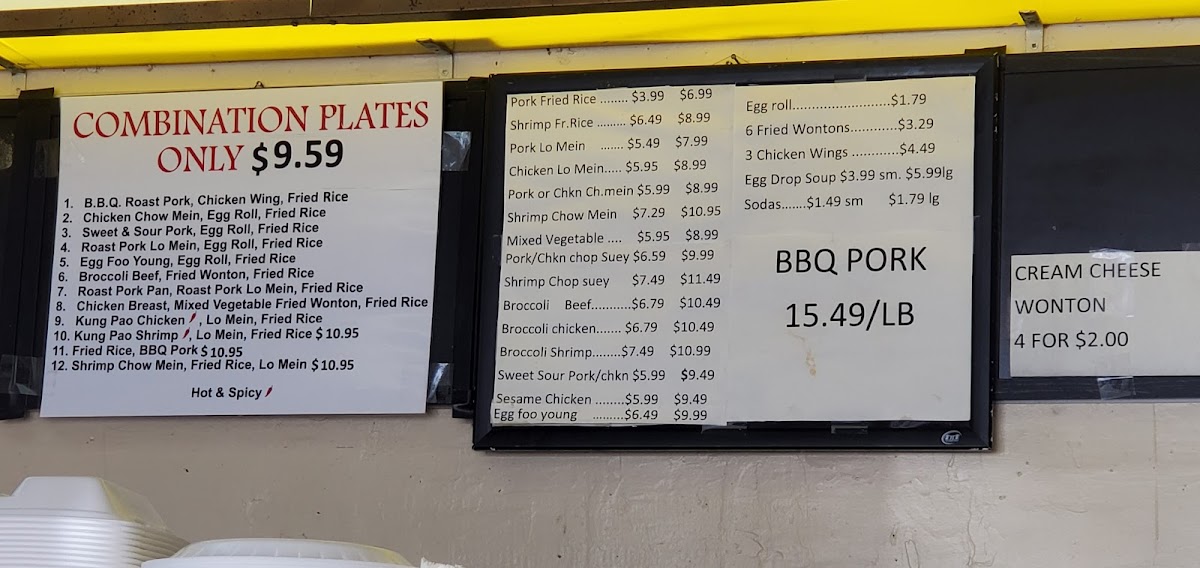 COMBINATION PLATES
ONLY $9.59
1. B.B.Q. Roast Pork, Chicken Wing, Fried Rice
2. Chicken Chow Mein, Egg Roll, Fried Rice
3. Sweet & Sour Pork, Egg Roll, Fried Rice
4. Roast Pork Lo Mein, Egg Roll, Fried Rice
5. Egg Foo Young, Egg Roll, Fried Rice
6. Broccoli Beef, Fried Wonton, Fried Rice
7. Roast Pork Pan, Roast Pork Lo Mein, Fried Rice
8. Chicken Breast, Mixed Vegetable Fried Wonton, Fried Rice
9. Kung Pao Chicken , Lo Mein, Fried Rice
10. Kung Pao Shrimp , Lo Mein, Fried Rice $10.95
11. Fried Rice, BBQ Pork $10.95
12. Shrimp Chow Mein, Fried Rice, Lo Mein $10.95
Hot & Spicy
Pork Fried Rice ........ $3.99 $6.99
Shrimp Fr.Rice ......... $6.49 $8.99
Pork Lo Mein ....... $5.49 $7.99
Chicken Lo Mein..... $5.95 $8.99
Pork or Chkn Ch.mein $5.99 $8.99
Shrimp Chow Mein $7.29 $10.95
Mixed Vegetable .... $5.95 $8.99
Pork/Chkn chop Suey $6.59 $9.99
Shrimp Chop suey $7.49 $11.49
Broccoli Beef...........$6.79 $10.49
Broccoli chicken....... $6.79 $10.49
Broccoli Shrimp........$7.49 $10.99
Sweet Sour Pork/chkn $5.99 $9.49
Sesame Chicken ........$5.99 $9.49
Egg foo young .........$6.49 $9.99
Egg roll.........................$1.79
6 Fried Wontons............$3.29
3 Chicken Wings ............$4.49
Egg Drop Soup $3.99 sm. $5.99lg
Sodas.......$1.49 sm $1.79 lg
BBQ PORK
15.49/LB
CREAM CHEESE
WONTON
4 FOR $2.00